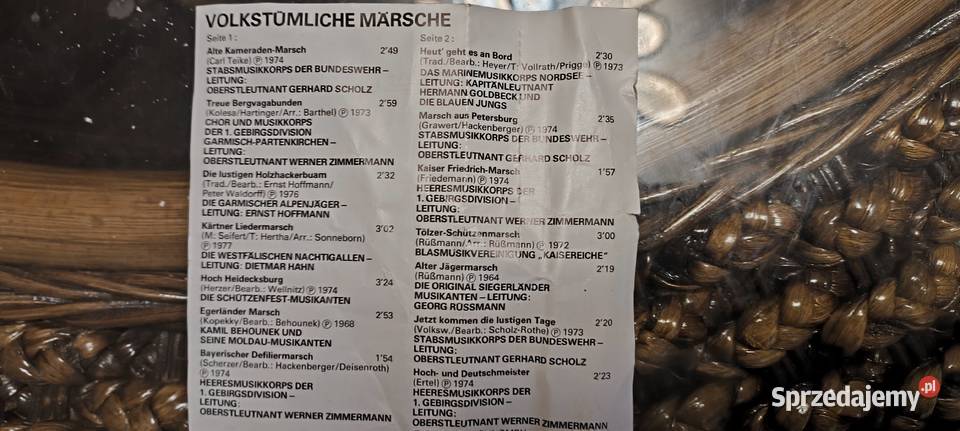 VOLKSTÜMLICHE MÄRSCHE
Seite 1:
Alte Kameraden-Marsch 2'49
(Carl Teike) Ⓟ 1974
STABSMUSIKKORPS DER BUNDESWEHR –
LEITUNG:
OBERSTLEUTNANT GERHARD SCHOLZ
Treue Bergvagabunden 2'59
(Kolesa/Hartinger/Arr.: Barthel) Ⓟ 1973
CHOR UND MUSIKKORPS
DER 1. GEBIRGSDIVISION
GARMISCH-PARTENKIRCHEN –
LEITUNG:
OBERSTLEUTNANT WERNER ZIMMERMANN
Die lustigen Holzhackerbuam 2'32
(Trad./Bearb.: Ernst Hoffmann/
Peter Waldorff) Ⓟ 1976
DIE GARMISCHER ALPENJÄGER –
LEITUNG: ERNST HOFFMANN
Kärtner Liedermarsch 3'02
(M: Seifert/T: Hertha/Arr.: Sonneborn)
Ⓟ 1977
DIE WESTFÄLISCHEN NACHTIGALLEN –
LEITUNG: DIETMAR HAHN
Hoch Heidecksburg 3'24
(Herzer/Bearb.: Wellnitz) Ⓟ 1974
DIE SCHÜTZENFEST-MUSIKANTEN
Egerländer Marsch 2'53
(Kopekky/Bearb.: Behounek) Ⓟ 1968
KAMIL BEHOUNEK UND
SEINE MOLDAU-MUSIKANTEN
Bayerischer Defiliermarsch 1'54
(Scherzer/Bearb.: Hackenberger/Deisenroth)
Ⓟ 1974
HEERESMUSIKKORPS DER
1. GEBIRGSDIVISION –
LEITUNG:
OBERSTLEUTNANT WERNER ZIMMERMANN
Seite 2:
Heut' geht es an Bord 2'30
(Trad./Bearb.: Heyer/T: Vollrath/Prigge) Ⓟ 1973
DAS MARINEMUSIKKORPS NORDSEE –
LEITUNG: KAPITÄNLEUTNANT
HERMANN GOLDBECK UND
DIE BLAUEN JUNGS
Marsch aus Petersburg 2'35
(Grawert/Hackenberger) Ⓟ 1974
STABSMUSIKKORPS DER BUNDESWEHR –
LEITUNG:
OBERSTLEUTNANT GERHARD SCHOLZ
Kaiser Friedrich-Marsch 1'57
(Friedemann) Ⓟ 1974
HEERESMUSIKKORPS DER
1. GEBIRGSDIVISION –
LEITUNG:
OBERSTLEUTNANT WERNER ZIMMERMANN
Tölzer-Schützenmarsch 3'00
(Rüßmann/Arr.: Rüßmann) Ⓟ 1972
BLASMUSIKVEREINIGUNG „KAISEREICHE"
Alter Jägermarsch 2'19
(Rüßmann) Ⓟ 1964
DIE ORIGINAL SIEGERLÄNDER
MUSIKANTEN – LEITUNG:
GEORG RÜSSMANN
Jetzt kommen die lustigen Tage 2'20
(Volksw./Bearb.: Scholz-Rothe) Ⓟ 1973
STABSMUSIKKORPS DER BUNDESWEHR –
LEITUNG:
OBERSTLEUTNANT GERHARD SCHOLZ
Hoch- und Deutschmeister 2'23
(Ertel) Ⓟ 1974
HEERESMUSIKKORPS DER
1. GEBIRGSDIVISION –
LEITUNG:
OBERSTLEUTNANT WERNER ZIMMERMANN
Sprzedajemy.pl